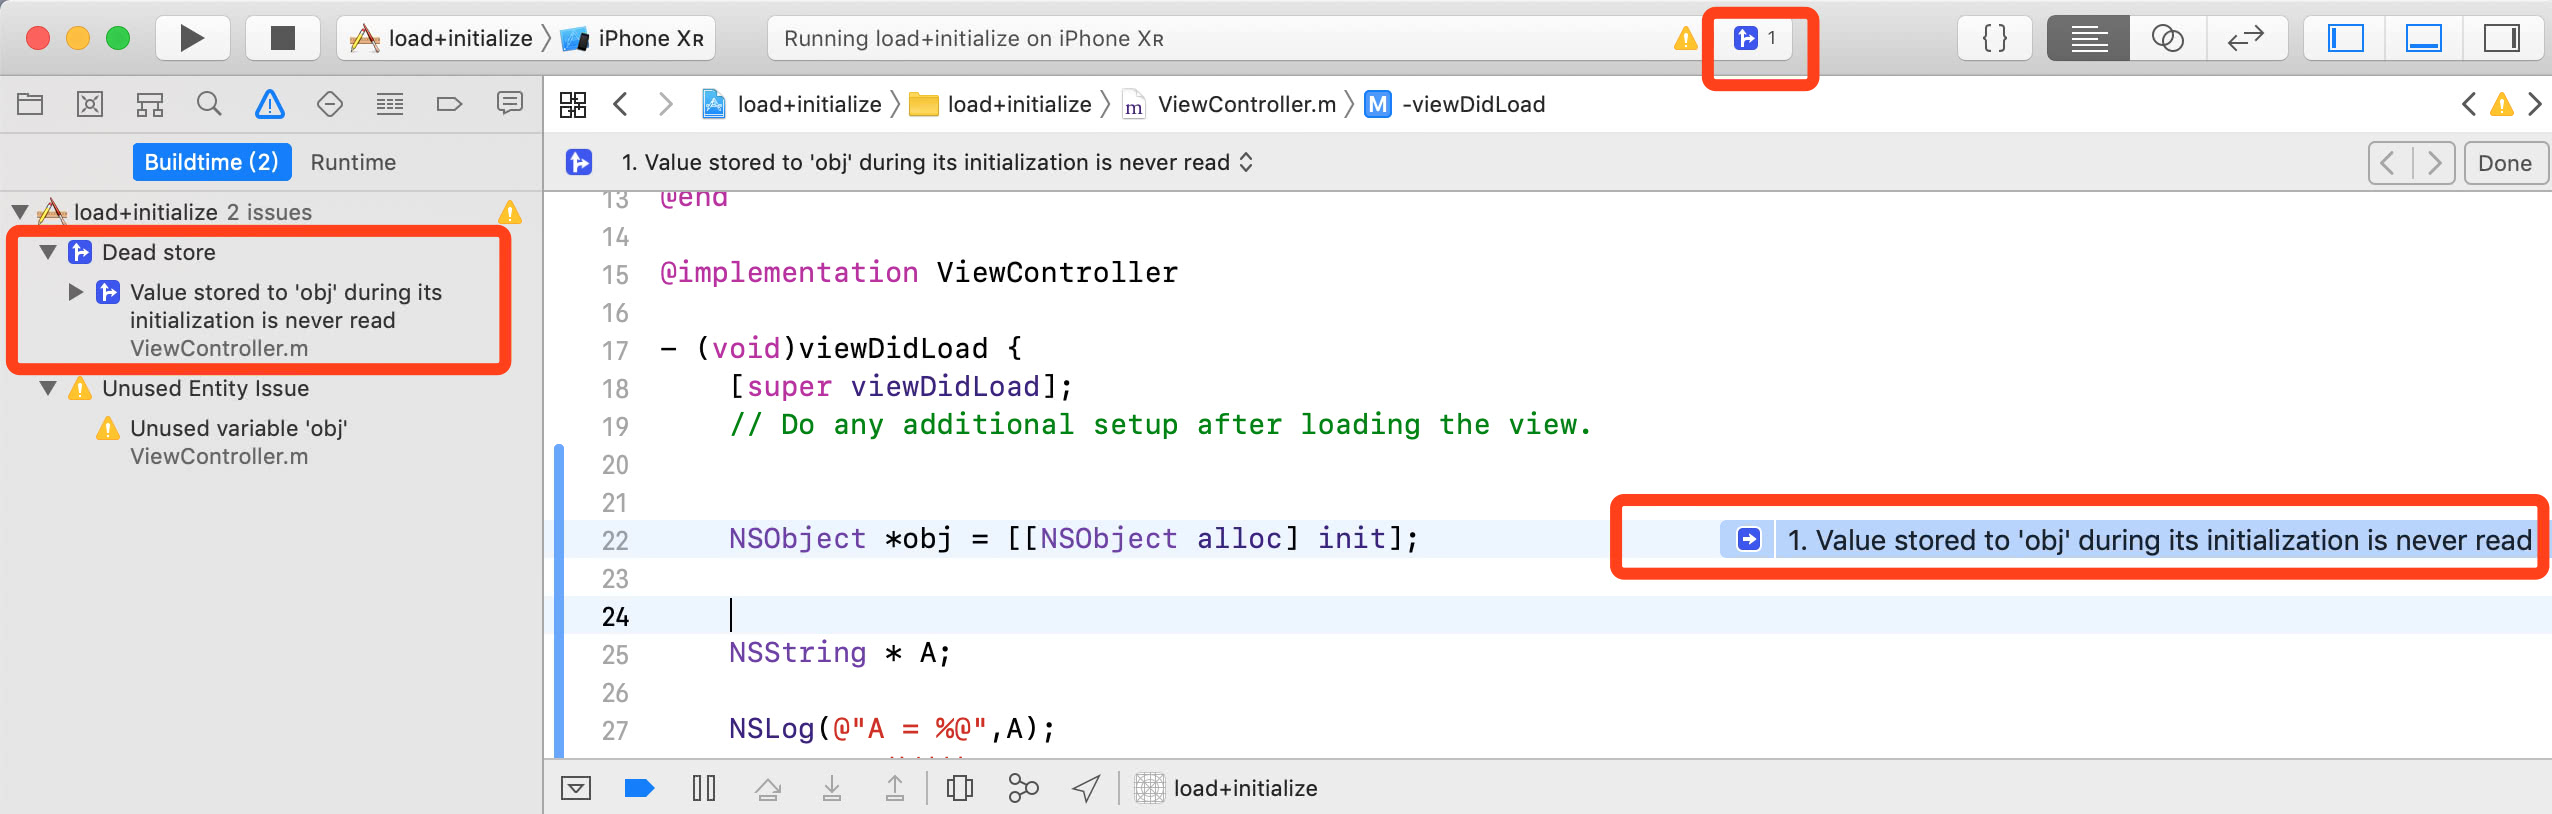 load+initialize iPhone XR
Running load+initialize on iPhone XR
1
load+initialize load+initialize ViewController.m M -viewDidLoad
Buildtime (2) Runtime
1. Value stored to 'obj' during its initialization is never read
Done
load+initialize 2 issues
Dead store
Value stored to 'obj' during its
initialization is never read
ViewController.m
Unused Entity Issue
Unused variable 'obj'
ViewController.m
13 @end
14
15 @implementation ViewController
16
17 - (void)viewDidLoad {
18 [super viewDidLoad];
19 // Do any additional setup after loading the view.
20
21
22 NSObject *obj = [[NSObject alloc] init];
1. Value stored to 'obj' during its initialization is never read
23
24
25 NSString * A;
26
27 NSLog(@"A = %@",A);
load+initialize